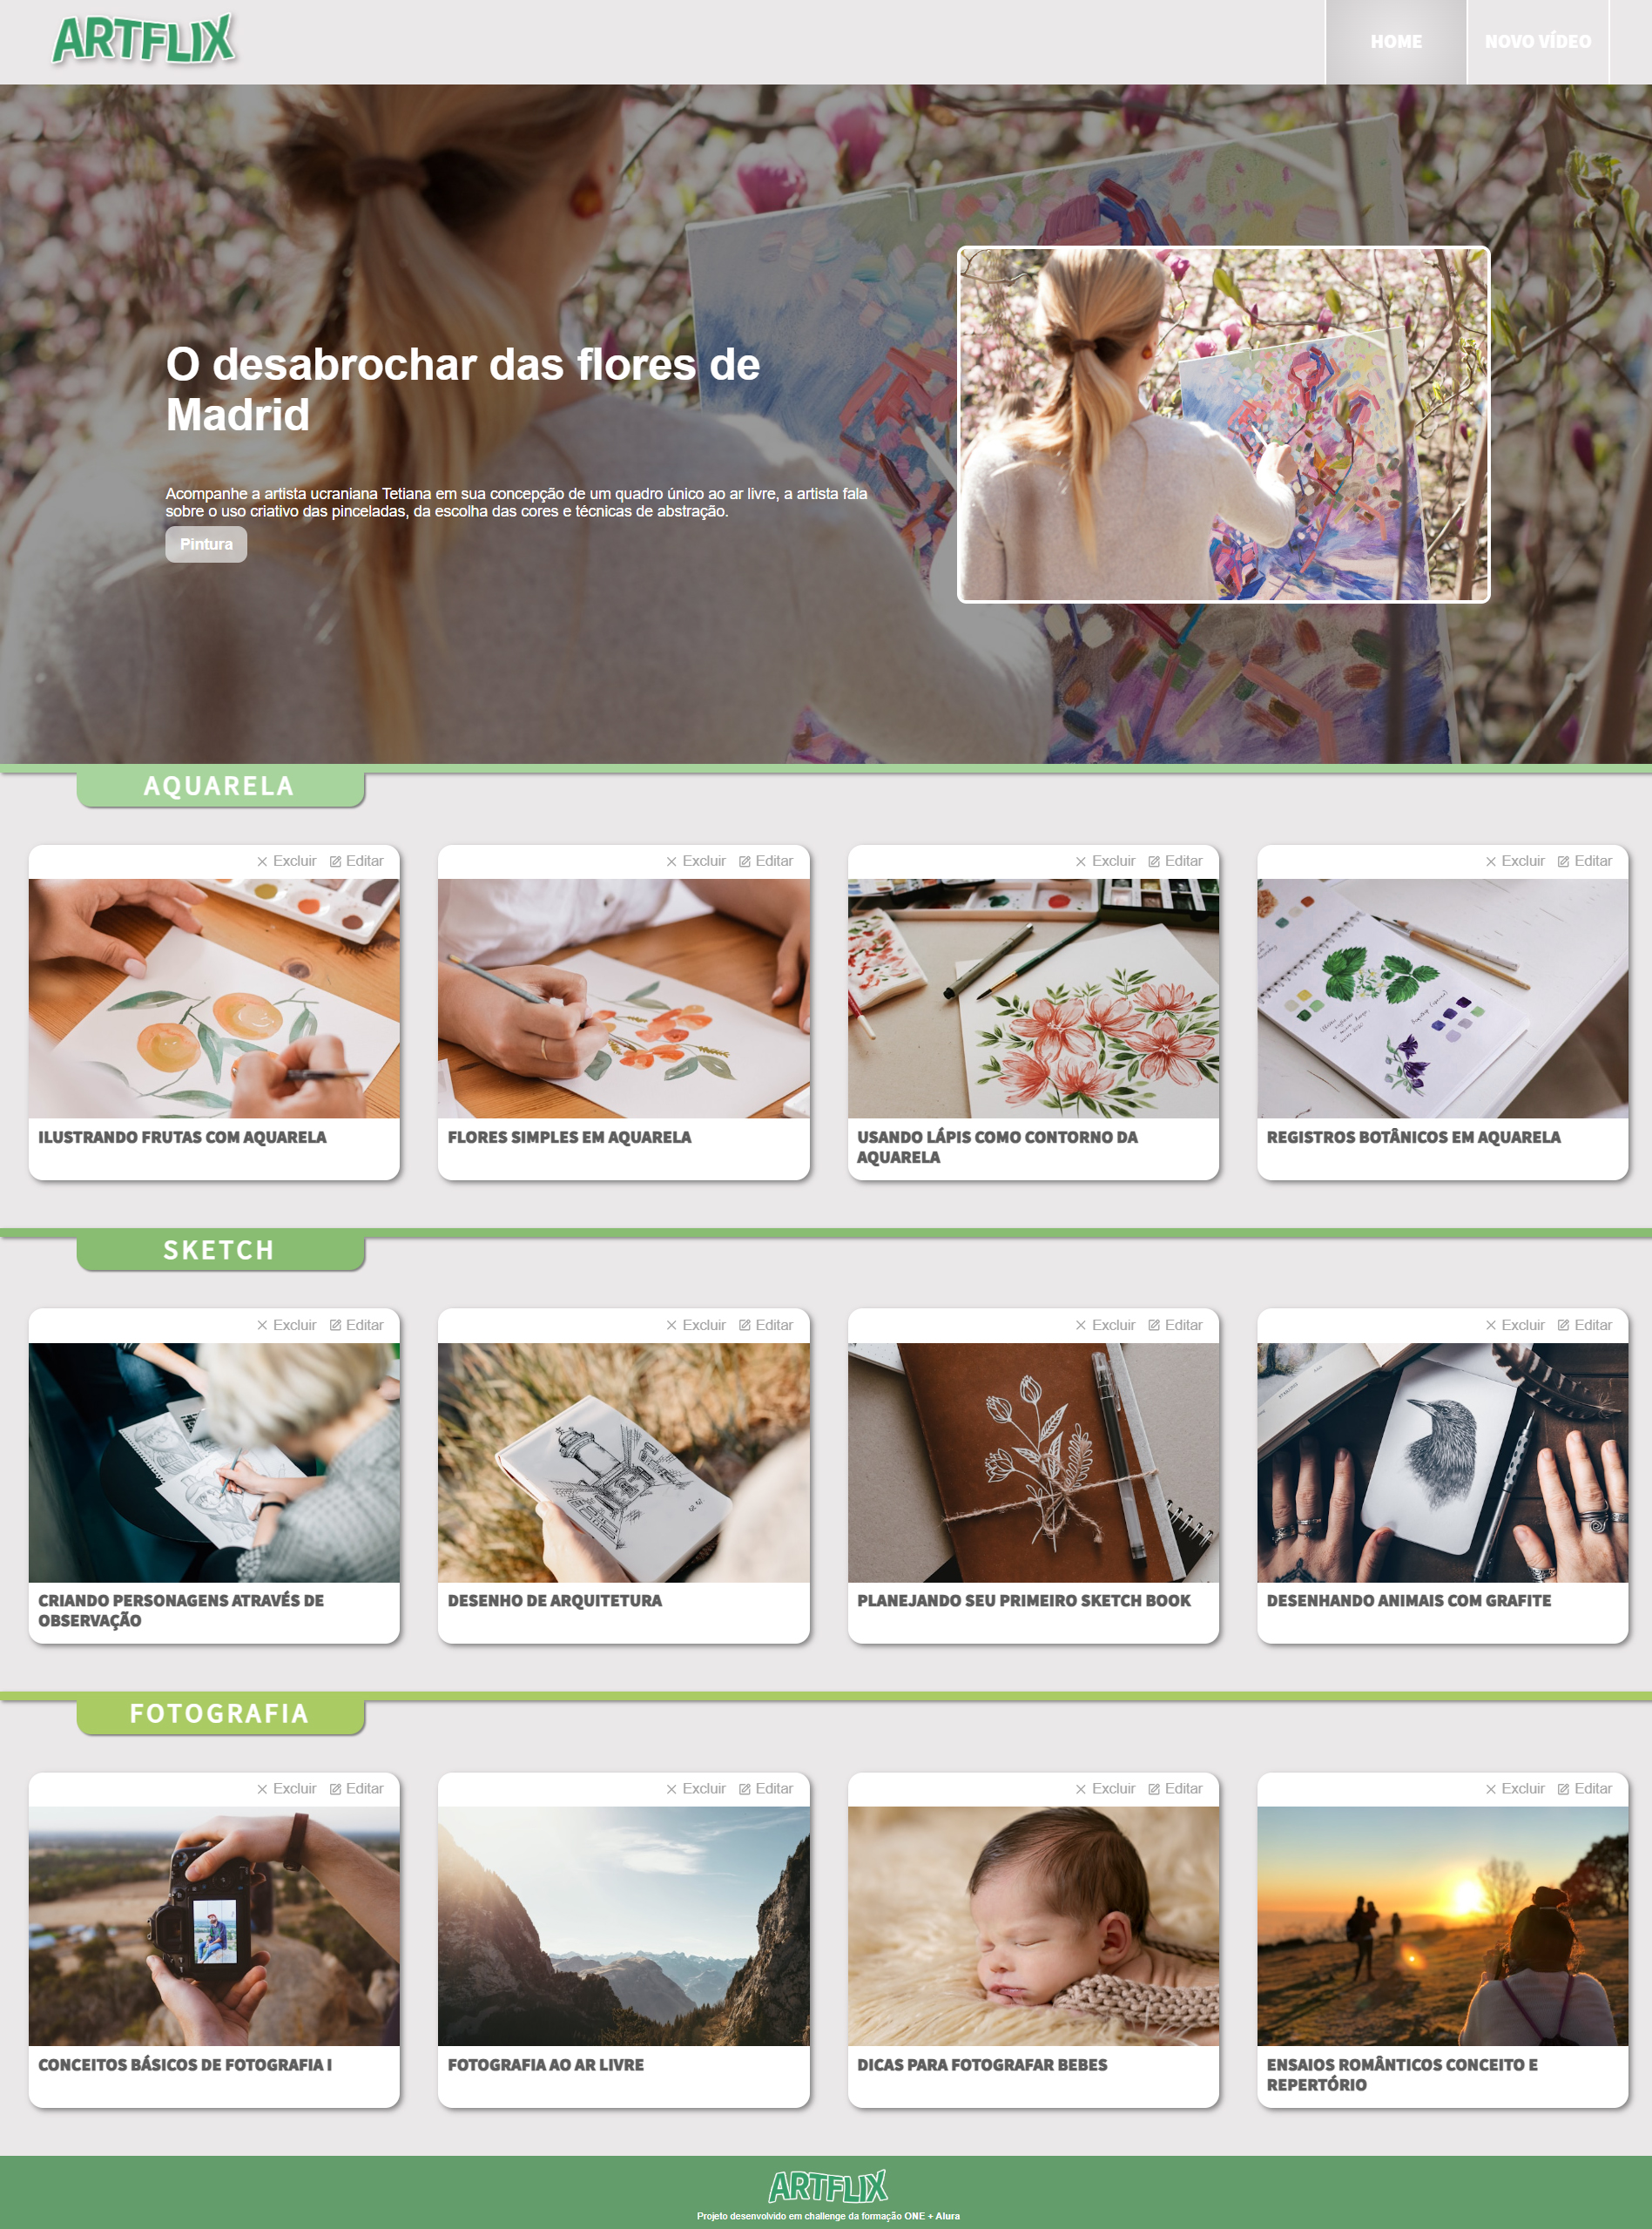 ARTFLIX
HOME
NOVO VÍDEO
O desabrochar das flores de
Madrid
Acompanhe a artista ucraniana Tetiana em sua concepção de um quadro único ao ar livre, a artista fala
sobre o uso criativo das pinceladas, da escolha das cores e técnicas de abstração.
Pintura
AQUARELA
Excluir Editar
Excluir Editar
Excluir Editar
Excluir Editar
ILUSTRANDO FRUTAS COM AQUARELA
FLORES SIMPLES EM AQUARELA
USANDO LÁPIS COMO CONTORNO DA
AQUARELA
REGISTROS BOTÂNICOS EM AQUARELA
SKETCH
Excluir Editar
Excluir Editar
Excluir Editar
Excluir Editar
CRIANDO PERSONAGENS ATRAVÉS DE
OBSERVAÇÃO
DESENHO DE ARQUITETURA
PLANEJANDO SEU PRIMEIRO SKETCH BOOK
DESENHANDO ANIMAIS COM GRAFITE
FOTOGRAFIA
Excluir Editar
Excluir Editar
Excluir Editar
Excluir Editar
CONCEITOS BÁSICOS DE FOTOGRAFIA I
FOTOGRAFIA AO AR LIVRE
DICAS PARA FOTOGRAFAR BEBES
ENSAIOS ROMÂNTICOS CONCEITO E
REPERTÓRIO
ARTFLIX
Projeto desenvolvido em challenge da formação ONE + Alura